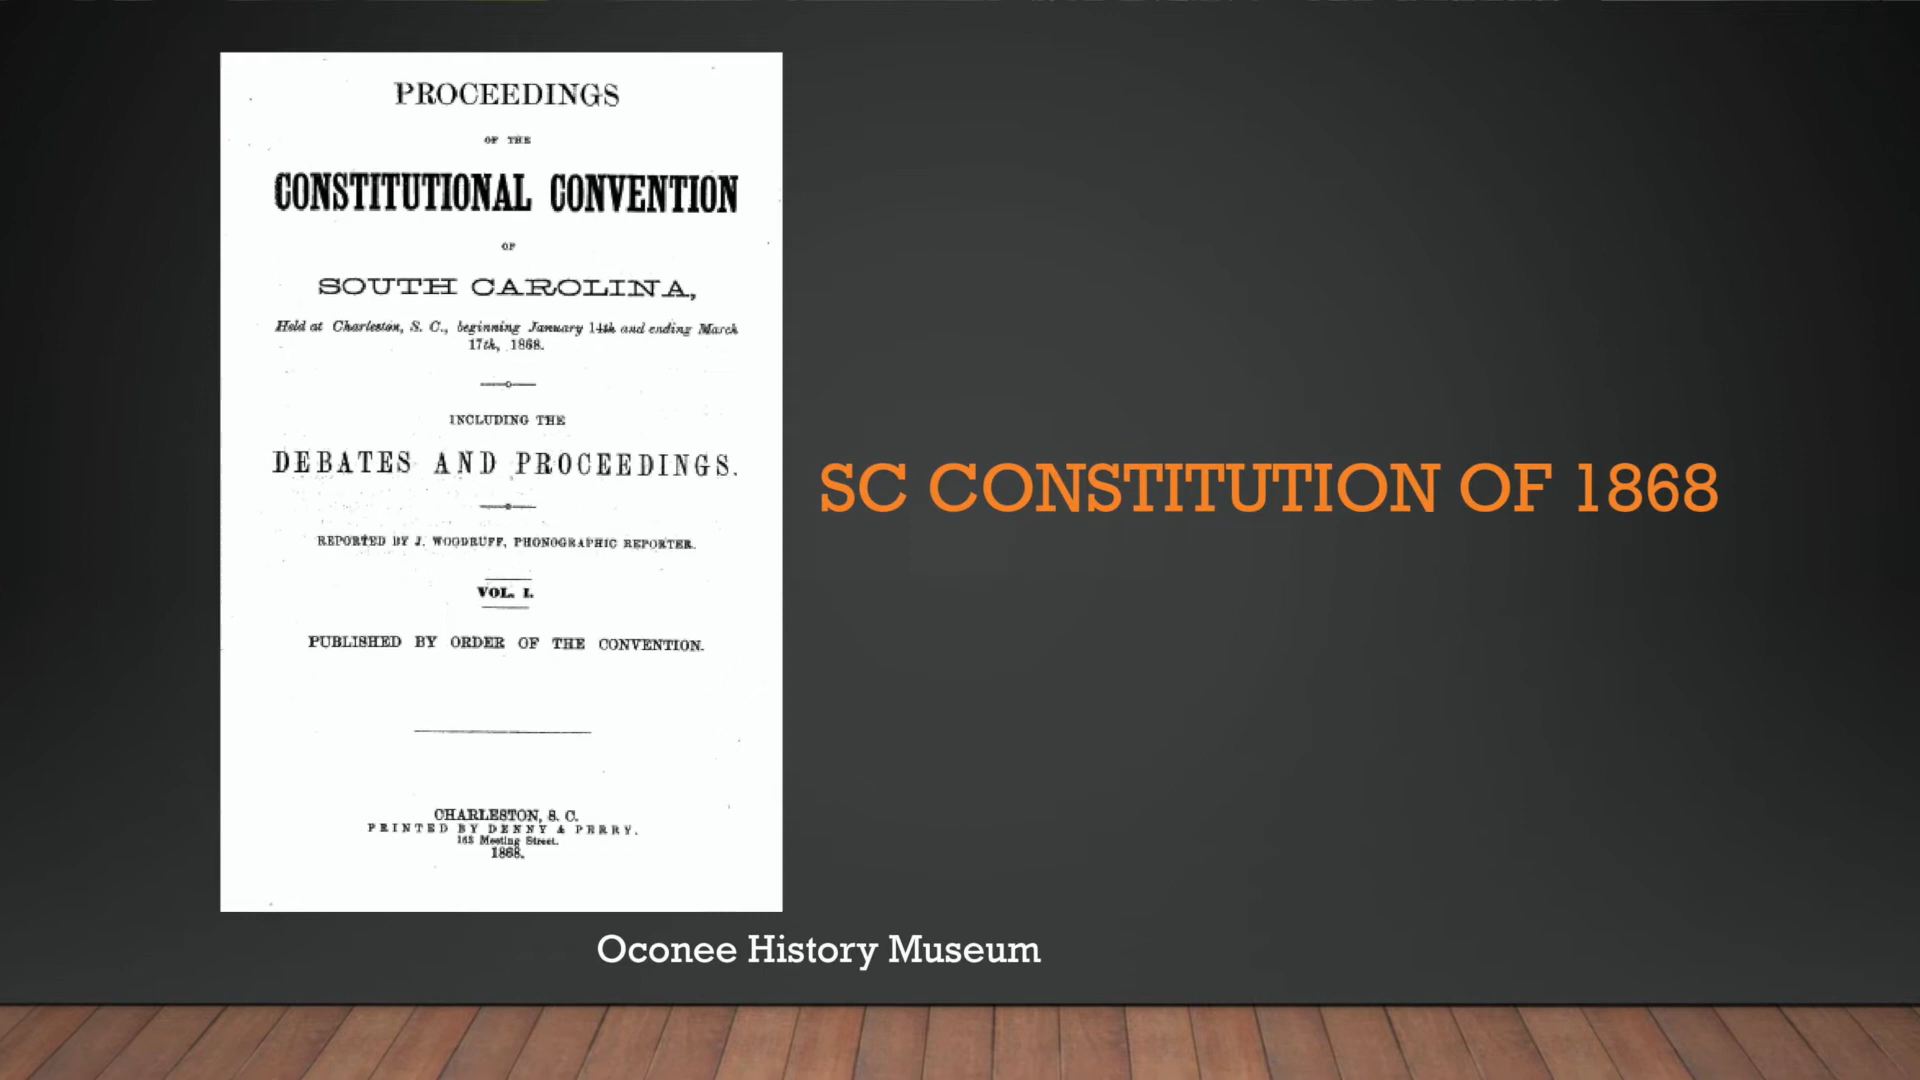 PROCEEDINGS
OF THE
CONSTITUTIONAL CONVENTION
OF
SOUTH CAROLINA,
Held at Charleston, S. C., beginning January 14th and ending March
17th, 1868.
INCLUDING THE
DEBATES AND PROCEEDINGS.
REPORTED BY J. WOODRUFF, PHONOGRAPHIC REPORTER.
VOL. I.
PUBLISHED BY ORDER OF THE CONVENTION.
CHARLESTON, S. C.
PRINTED BY DENNY & PERRY.
163 Meeting Street.
1868.
SC CONSTITUTION OF 1868
Oconee History Museum